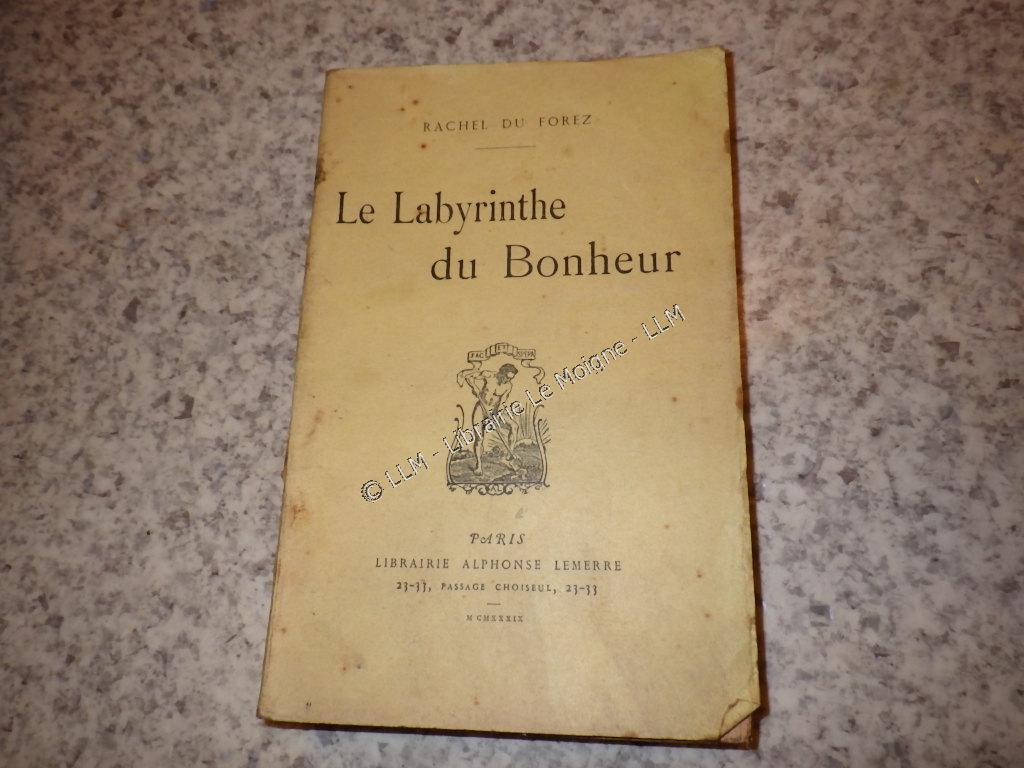 RACHEL DU FOREZ
Le Labyrinthe
du Bonheur
FAC ET SPERA
© LLM - Librairie Le Moigne - LLM
PARIS
LIBRAIRIE ALPHONSE LEMERRE
23-33, PASSAGE CHOISEUL, 23-33
MCMXXXIX